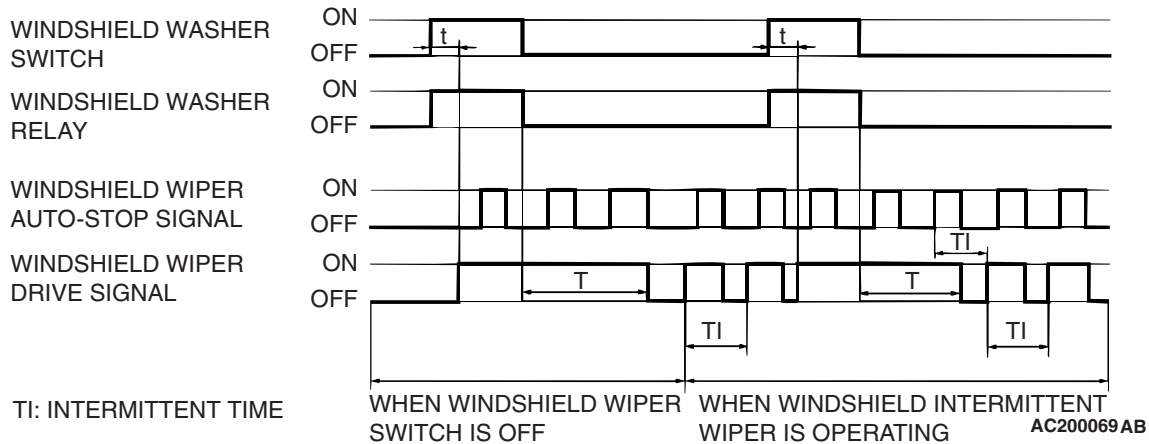 WINDSHIELD WASHER
SWITCH
ON
OFF
t
t
WINDSHIELD WASHER
RELAY
ON
OFF
WINDSHIELD WIPER
AUTO-STOP SIGNAL
ON
OFF
TI
WINDSHIELD WIPER
DRIVE SIGNAL
ON
OFF
T
T
TI
TI
TI: INTERMITTENT TIME
WHEN WINDSHIELD WIPER
SWITCH IS OFF
WHEN WINDSHIELD INTERMITTENT
WIPER IS OPERATING
AC200069AB